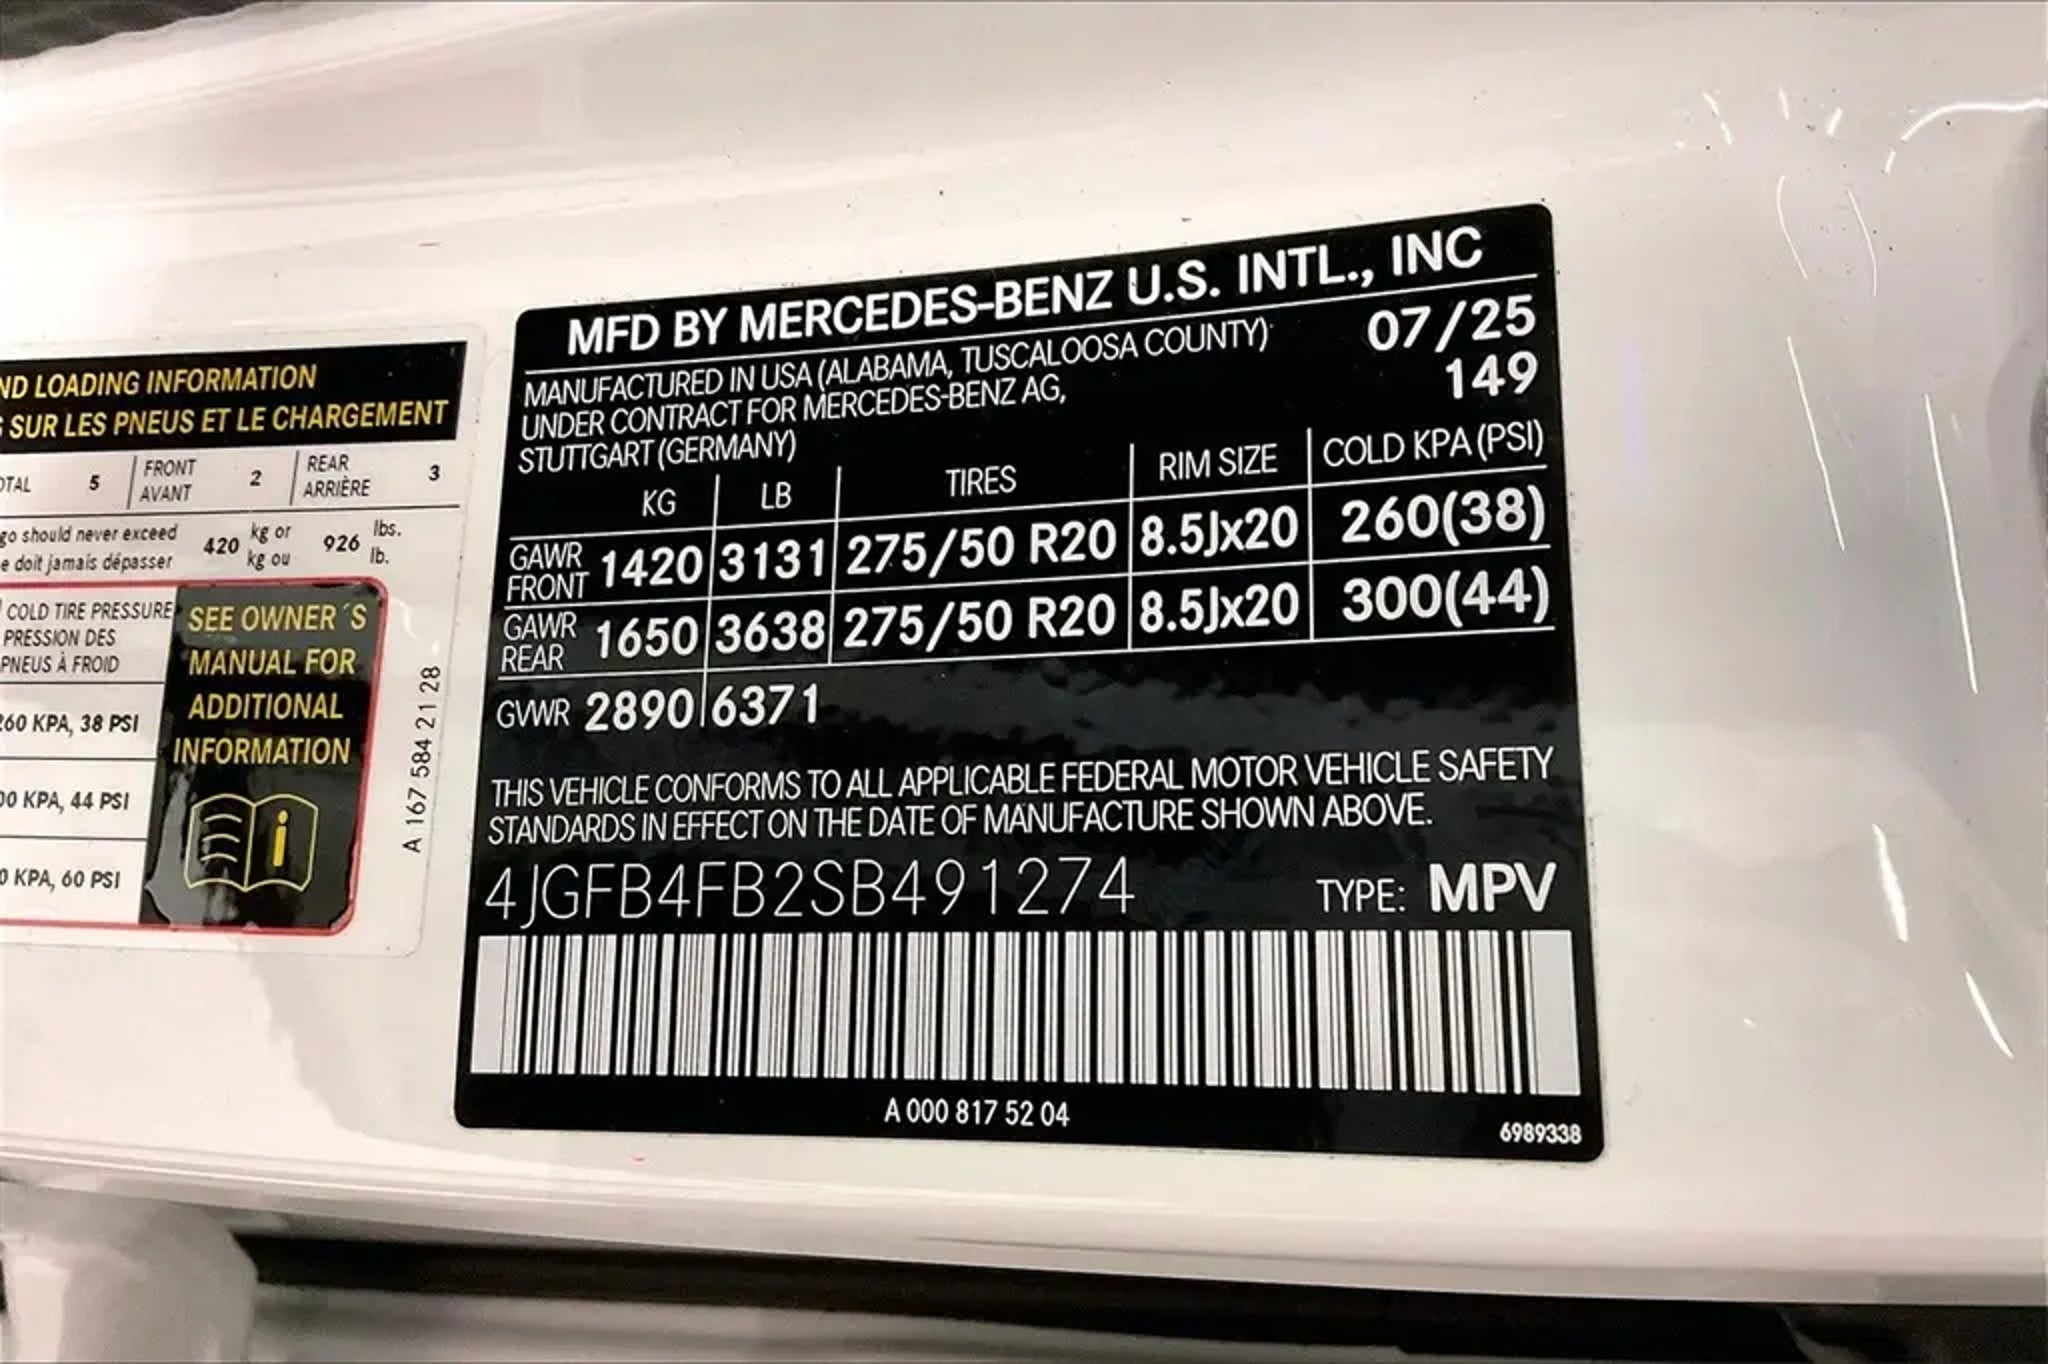 ND LOADING INFORMATION
SUR LES PNEUS ET LE CHARGEMENT
OTAL 5 FRONT AVANT 2 REAR ARRIÈRE 3
go should never exceed 420 kg or 926 lbs.
e doit jamais dépasser kg ou lb.
COLD TIRE PRESSURE
PRESSION DES
PNEUS À FROID
260 KPA, 38 PSI
00 KPA, 44 PSI
0 KPA, 60 PSI
SEE OWNER´S
MANUAL FOR
ADDITIONAL
INFORMATION
A 167 584 21 28
MFD BY MERCEDES-BENZ U.S. INTL., INC
MANUFACTURED IN USA (ALABAMA, TUSCALOOSA COUNTY) 07/25
UNDER CONTRACT FOR MERCEDES-BENZ AG, 149
STUTTGART (GERMANY)
KG LB TIRES RIM SIZE COLD KPA (PSI)
GAWR FRONT 1420 3131 275/50 R20 8.5Jx20 260(38)
GAWR REAR 1650 3638 275/50 R20 8.5Jx20 300(44)
GVWR 2890 6371
THIS VEHICLE CONFORMS TO ALL APPLICABLE FEDERAL MOTOR VEHICLE SAFETY
STANDARDS IN EFFECT ON THE DATE OF MANUFACTURE SHOWN ABOVE.
4JGFB4FB2SB491274 TYPE: MPV
A 000 817 52 04
6989338